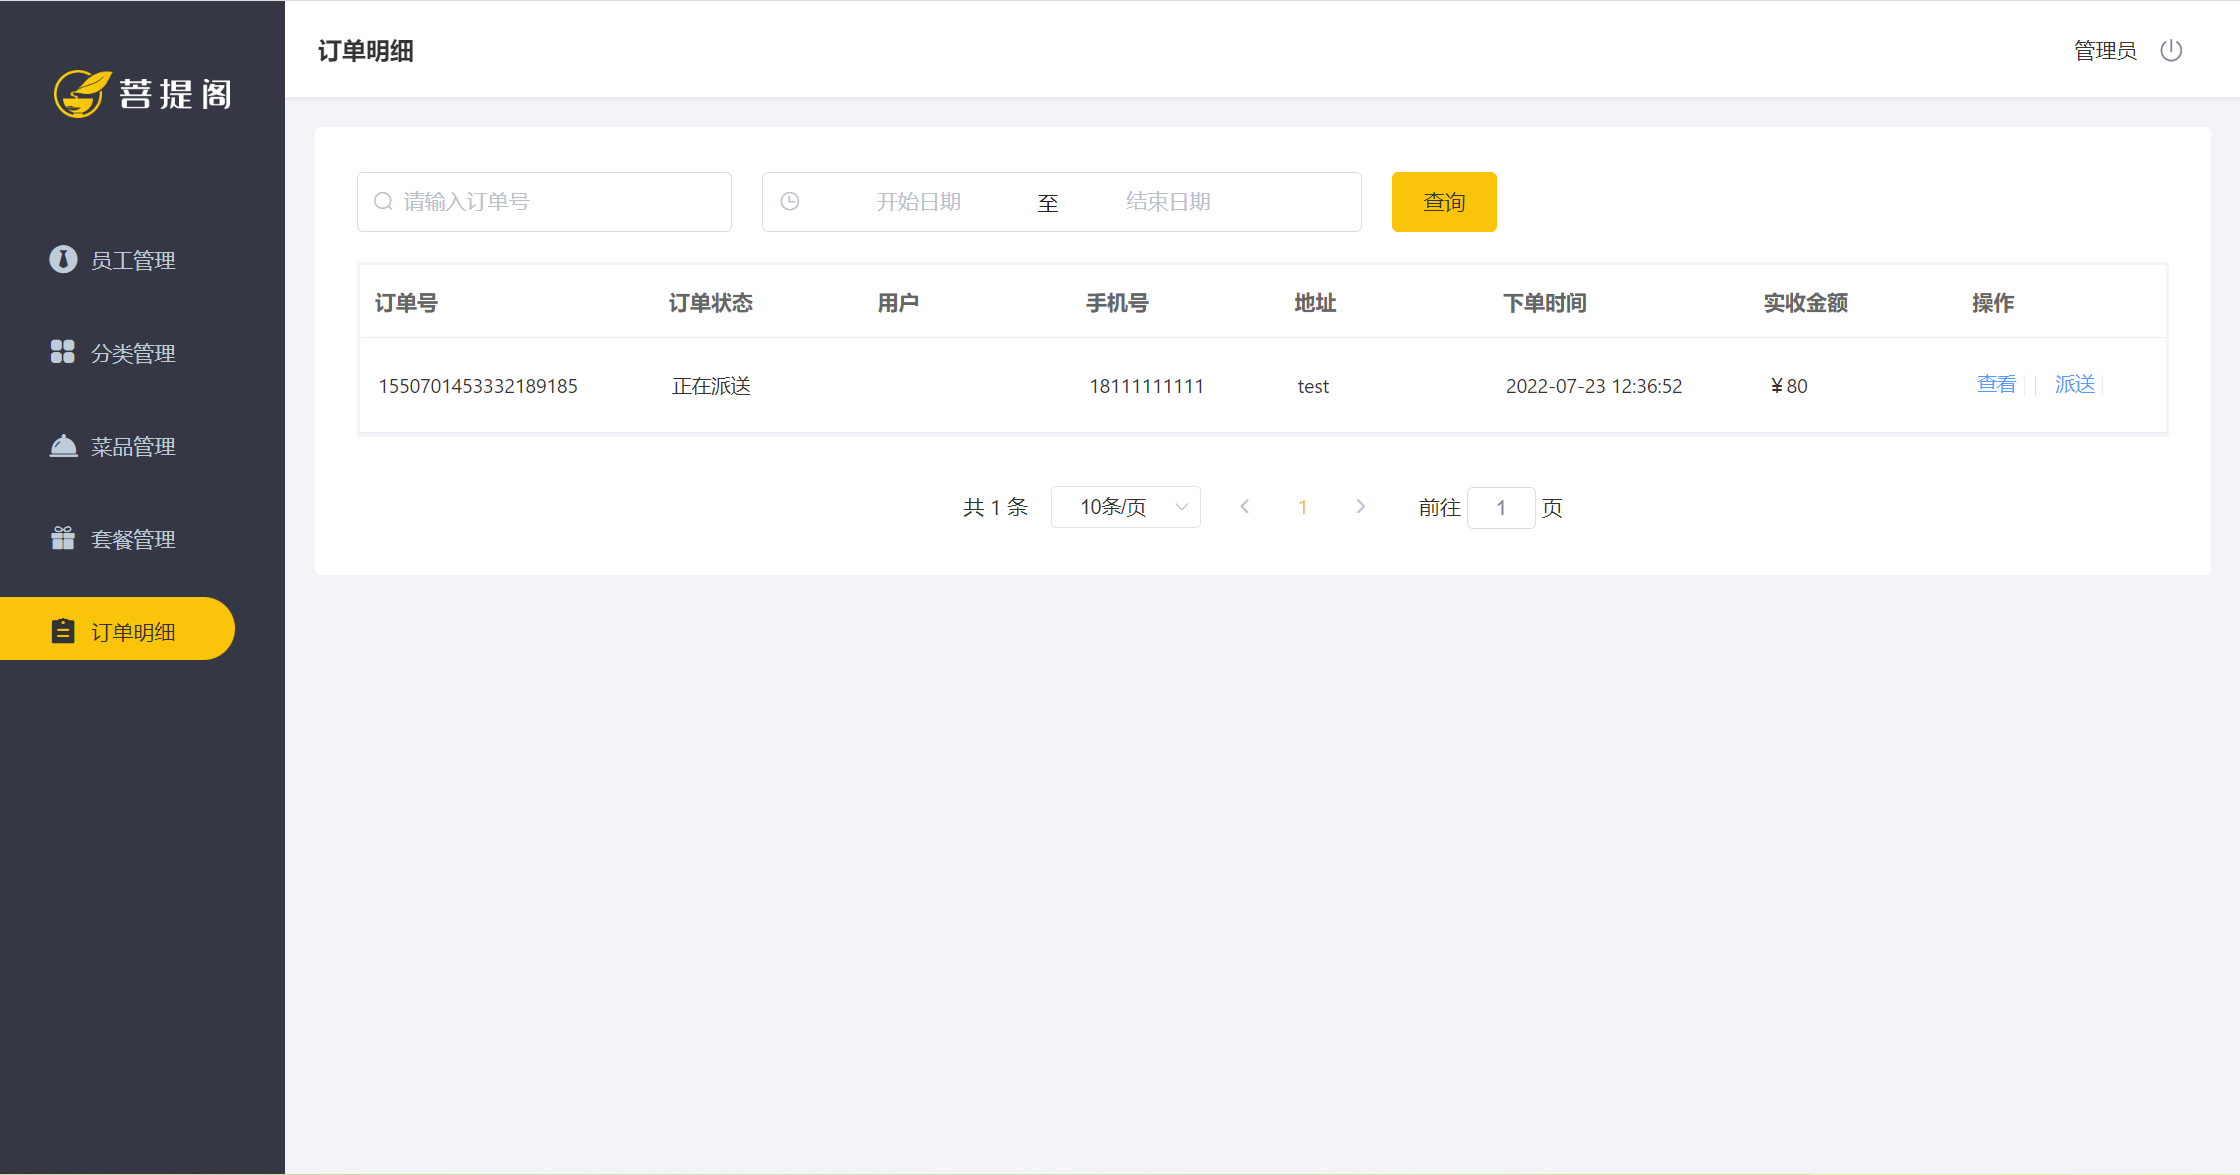 菩提阁
订单明细
管理员
员工管理
分类管理
菜品管理
套餐管理
订单明细
请输入订单号
开始日期 至 结束日期
查询
订单号 订单状态 用户 手机号 地址 下单时间 实收金额 操作
1550701453332189185 正在派送 18111111111 test 2022-07-23 12:36:52 ￥80 查看 派送
共 1 条 10条/页 1 前往 1 页